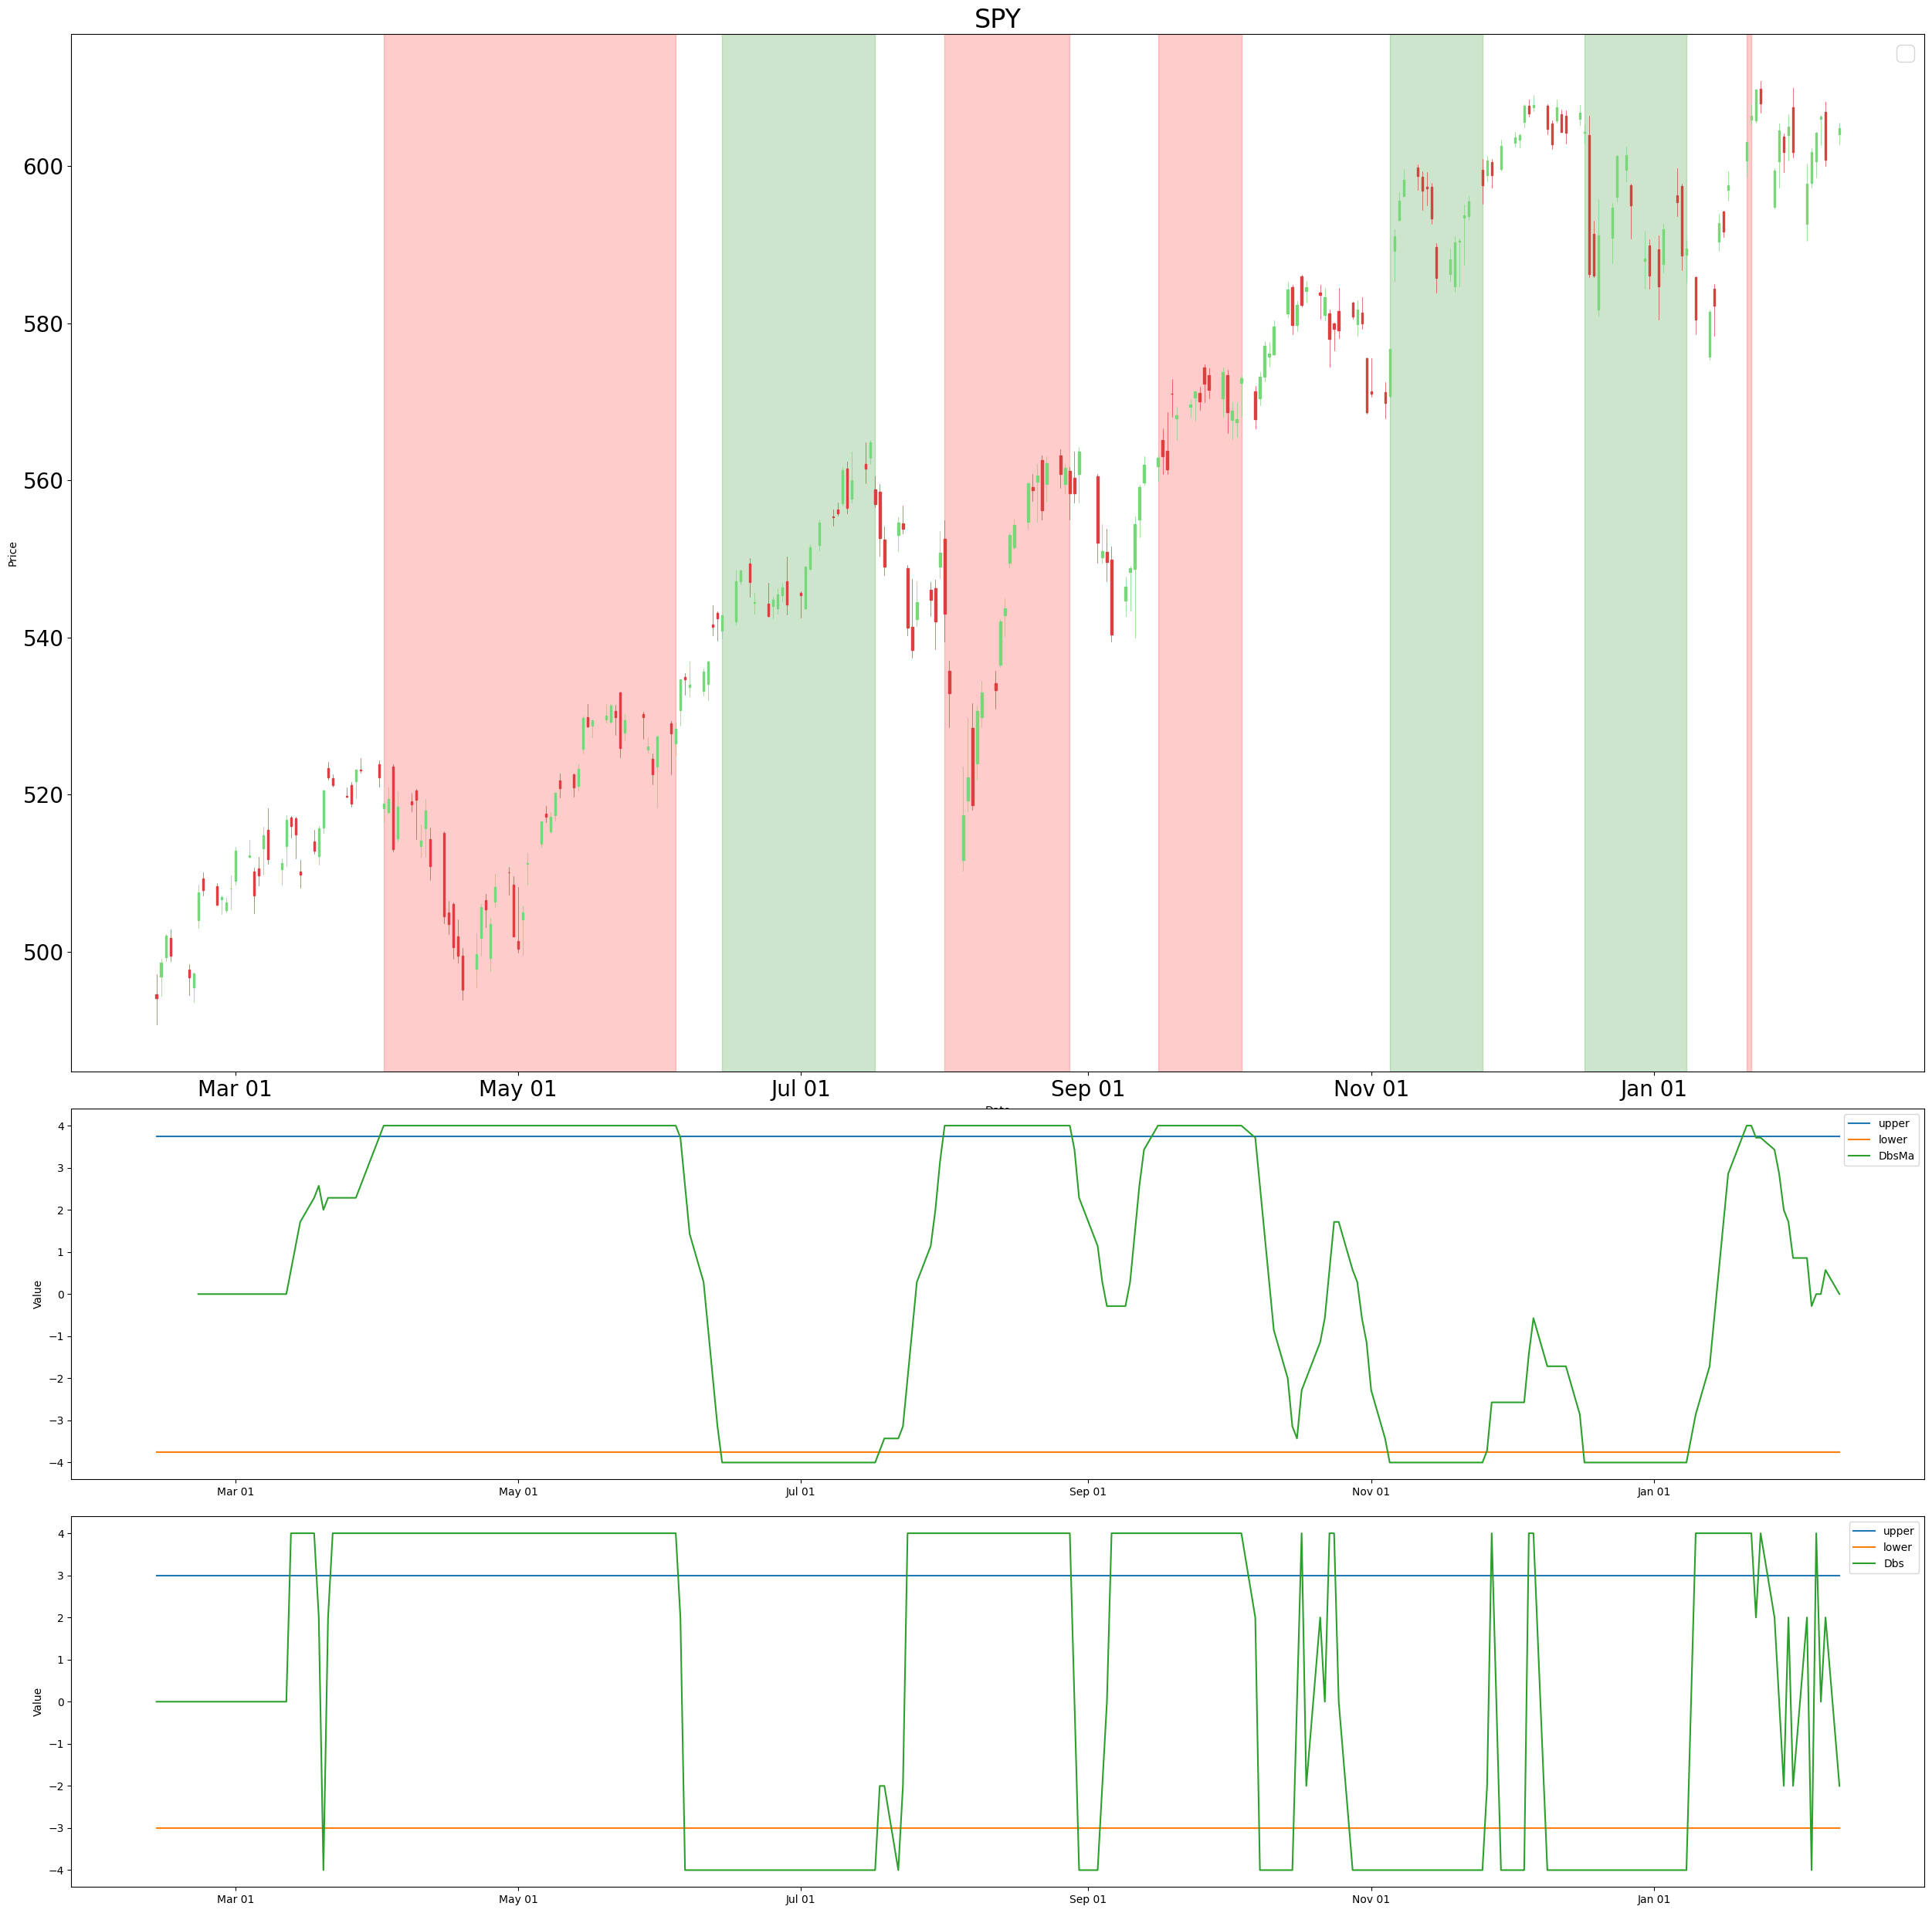 SPY
Price
600
580
560
540
520
500
Mar 01
May 01
Jul 01
Sep 01
Nov 01
Jan 01
Value
4
3
2
1
0
−1
−2
−3
−4
upper
lower
DbsMa
Mar 01
May 01
Jul 01
Sep 01
Nov 01
Jan 01
Value
4
3
2
1
0
−1
−2
−3
−4
upper
lower
Dbs
Mar 01
May 01
Jul 01
Sep 01
Nov 01
Jan 01